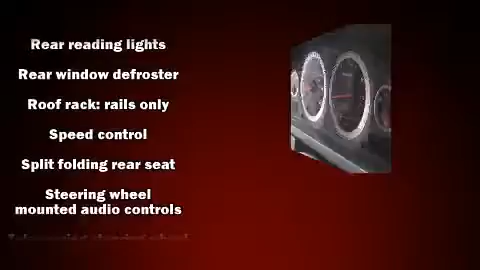 Rear reading lights
Rear window defroster
Roof rack: rails only
Speed control
Split folding rear seat
Steering wheel
mounted audio controls